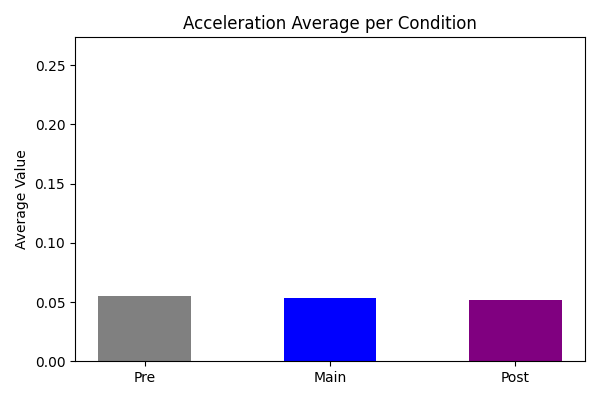 Acceleration Average per Condition
Average Value
0.25
0.20
0.15
0.10
0.05
0.00
Pre
Main
Post